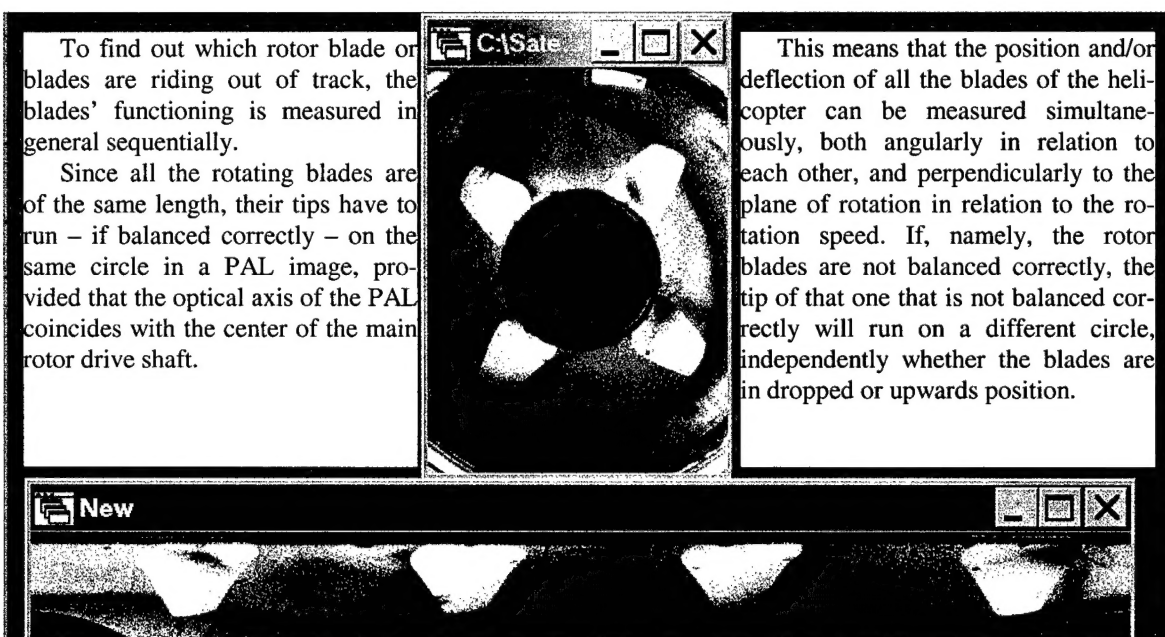 To find out which rotor blade or
blades are riding out of track, the
blades' functioning is measured in
general sequentially.
Since all the rotating blades are
of the same length, their tips have to
run – if balanced correctly – on the
same circle in a PAL image, pro-
vided that the optical axis of the PAL
coincides with the center of the main
rotor drive shaft.
C:\Sate
This means that the position and/or
deflection of all the blades of the heli-
copter can be measured simultane-
ously, both angularly in relation to
each other, and perpendicularly to the
plane of rotation in relation to the ro-
tation speed. If, namely, the rotor
blades are not balanced correctly, the
tip of that one that is not balanced cor-
rectly will run on a different circle,
independently whether the blades are
in dropped or upwards position.
New